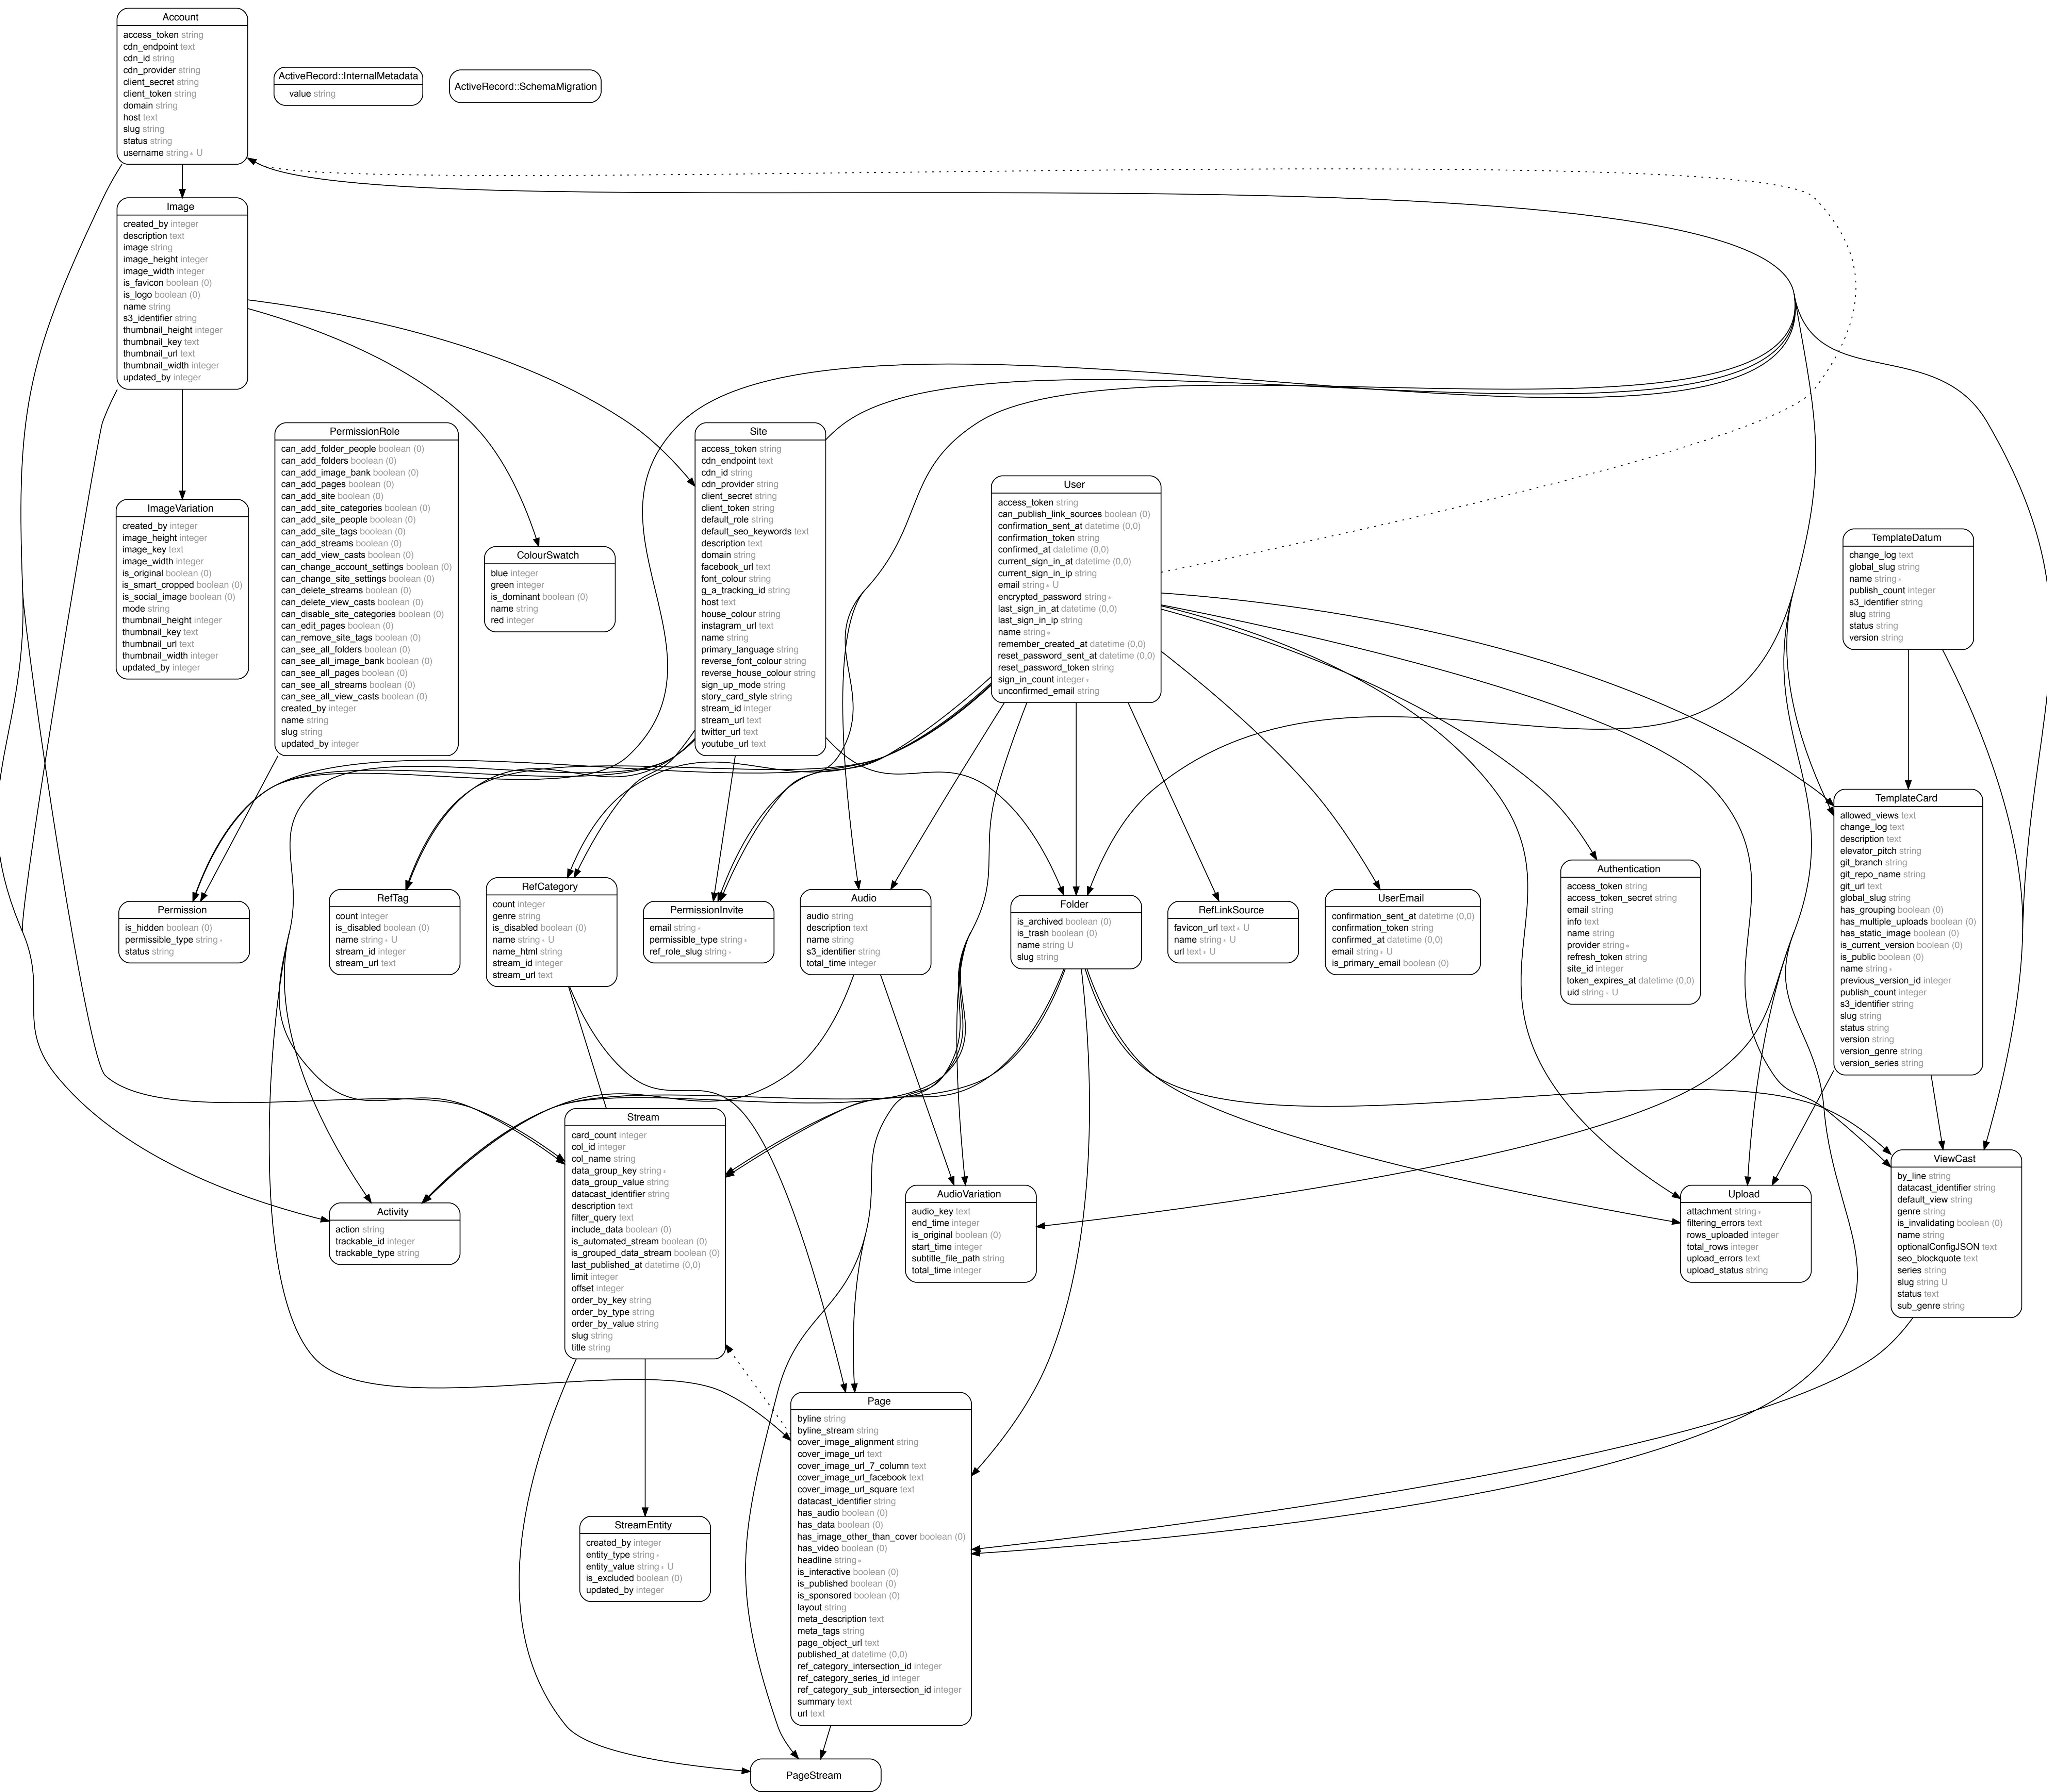 Account
access_token string
cdn_endpoint text
cdn_id string
cdn_provider string
client_secret string
client_token string
domain string
host text
slug string
status string
username string∗ U
ActiveRecord::InternalMetadata
value string
ActiveRecord::SchemaMigration
Image
created_by integer
description text
image string
image_height integer
image_width integer
is_favicon boolean (0)
is_logo boolean (0)
name string
s3_identifier string
thumbnail_height integer
thumbnail_key text
thumbnail_url text
thumbnail_width integer
updated_by integer
PermissionRole
can_add_folder_people boolean (0)
can_add_folders boolean (0)
can_add_image_bank boolean (0)
can_add_pages boolean (0)
can_add_site boolean (0)
can_add_site_categories boolean (0)
can_add_site_people boolean (0)
can_add_site_tags boolean (0)
can_add_streams boolean (0)
can_add_view_casts boolean (0)
can_change_account_settings boolean (0)
can_change_site_settings boolean (0)
can_delete_streams boolean (0)
can_delete_view_casts boolean (0)
can_disable_site_categories boolean (0)
can_edit_pages boolean (0)
can_remove_site_tags boolean (0)
can_see_all_folders boolean (0)
can_see_all_image_bank boolean (0)
can_see_all_pages boolean (0)
can_see_all_streams boolean (0)
can_see_all_view_casts boolean (0)
created_by integer
name string
slug string
updated_by integer
Site
access_token string
cdn_endpoint text
cdn_id string
cdn_provider string
client_secret string
client_token string
default_role string
default_seo_keywords text
description text
domain string
facebook_url text
font_colour string
g_a_tracking_id string
host text
house_colour string
instagram_url text
name string
primary_language string
reverse_font_colour string
reverse_house_colour string
sign_up_mode string
story_card_style string
stream_id integer
stream_url text
twitter_url text
youtube_url text
User
access_token string
can_publish_link_sources boolean (0)
confirmation_sent_at datetime (0,0)
confirmation_token string
confirmed_at datetime (0,0)
current_sign_in_at datetime (0,0)
current_sign_in_ip string
email string∗ U
encrypted_password string∗
last_sign_in_at datetime (0,0)
last_sign_in_ip string
name string∗
remember_created_at datetime (0,0)
reset_password_sent_at datetime (0,0)
reset_password_token string
sign_in_count integer∗
unconfirmed_email string
ImageVariation
created_by integer
image_height integer
image_key text
image_width integer
is_original boolean (0)
is_smart_cropped boolean (0)
is_social_image boolean (0)
mode string
thumbnail_height integer
thumbnail_key text
thumbnail_url text
thumbnail_width integer
updated_by integer
ColourSwatch
blue integer
green integer
is_dominant boolean (0)
name string
red integer
TemplateDatum
change_log text
global_slug string
name string∗
publish_count integer
s3_identifier string
slug string
status string
version string
TemplateCard
allowed_views text
change_log text
description text
elevator_pitch string
git_branch string
git_repo_name string
git_url text
global_slug string
has_grouping boolean (0)
has_multiple_uploads boolean (0)
has_static_image boolean (0)
is_current_version boolean (0)
is_public boolean (0)
name string∗
previous_version_id integer
publish_count integer
s3_identifier string
slug string
status string
version string
version_genre string
version_series string
Permission
is_hidden boolean (0)
permissible_type string∗
status string
RefTag
count integer
is_disabled boolean (0)
name string∗ U
stream_id integer
stream_url text
RefCategory
count integer
genre string
is_disabled boolean (0)
name string∗ U
name_html string
stream_id integer
stream_url text
PermissionInvite
email string∗
permissible_type string∗
ref_role_slug string∗
Audio
audio string
description text
name string
s3_identifier string
total_time integer
Folder
is_archived boolean (0)
is_trash boolean (0)
name string U
slug string
RefLinkSource
favicon_url text∗ U
name string∗ U
url text∗ U
UserEmail
confirmation_sent_at datetime (0,0)
confirmation_token string
confirmed_at datetime (0,0)
email string∗ U
is_primary_email boolean (0)
Authentication
access_token string
access_token_secret string
email string
info text
name string
provider string∗
refresh_token string
site_id integer
token_expires_at datetime (0,0)
uid string∗ U
Stream
card_count integer
col_id integer
col_name string
data_group_key string∗
data_group_value string
datacast_identifier string
description text
filter_query text
include_data boolean (0)
is_automated_stream boolean (0)
is_grouped_data_stream boolean (0)
last_published_at datetime (0,0)
limit integer
offset integer
order_by_key string
order_by_type string
order_by_value string
slug string
title string
Activity
action string
trackable_id integer
trackable_type string
AudioVariation
audio_key text
end_time integer
is_original boolean (0)
start_time integer
subtitle_file_path string
total_time integer
Upload
attachment string∗
filtering_errors text
rows_uploaded integer
total_rows integer
upload_errors text
upload_status string
ViewCast
by_line string
datacast_identifier string
default_view string
genre string
is_invalidating boolean (0)
name string
optionalConfigJSON text
seo_blockquote text
series string
slug string U
status text
sub_genre string
Page
byline string
byline_stream string
cover_image_alignment string
cover_image_url text
cover_image_url_7_column text
cover_image_url_facebook text
cover_image_url_square text
datacast_identifier string
has_audio boolean (0)
has_data boolean (0)
has_image_other_than_cover boolean (0)
has_video boolean (0)
headline string∗
is_interactive boolean (0)
is_published boolean (0)
is_sponsored boolean (0)
layout string
meta_description text
meta_tags string
page_object_url text
published_at datetime (0,0)
ref_category_intersection_id integer
ref_category_series_id integer
ref_category_sub_intersection_id integer
summary text
url text
StreamEntity
created_by integer
entity_type string∗
entity_value string∗ U
is_excluded boolean (0)
updated_by integer
PageStream